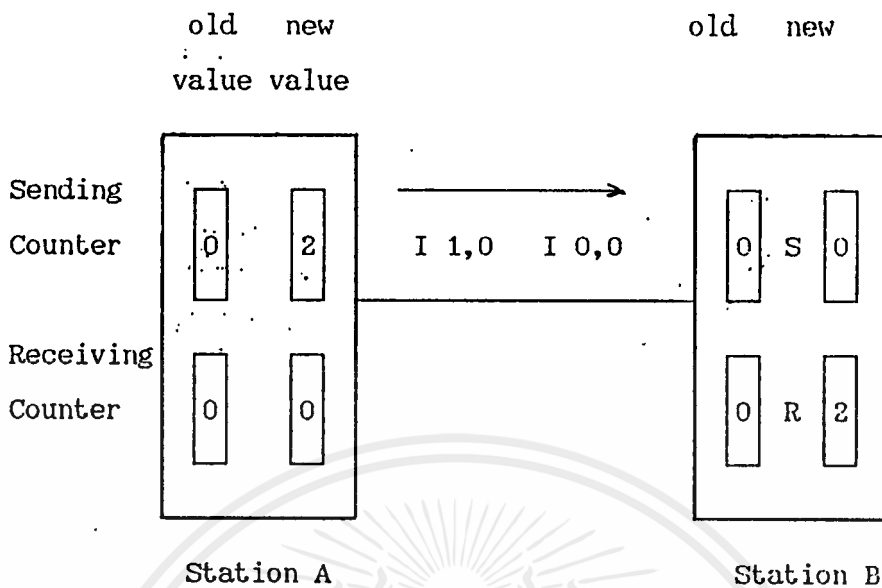 old new old new
value value
Sending
Counter 0 2 I 1,0 I 0,0 0 S 0
Receiving
Counter 0 0 0 R 2
Station A Station B